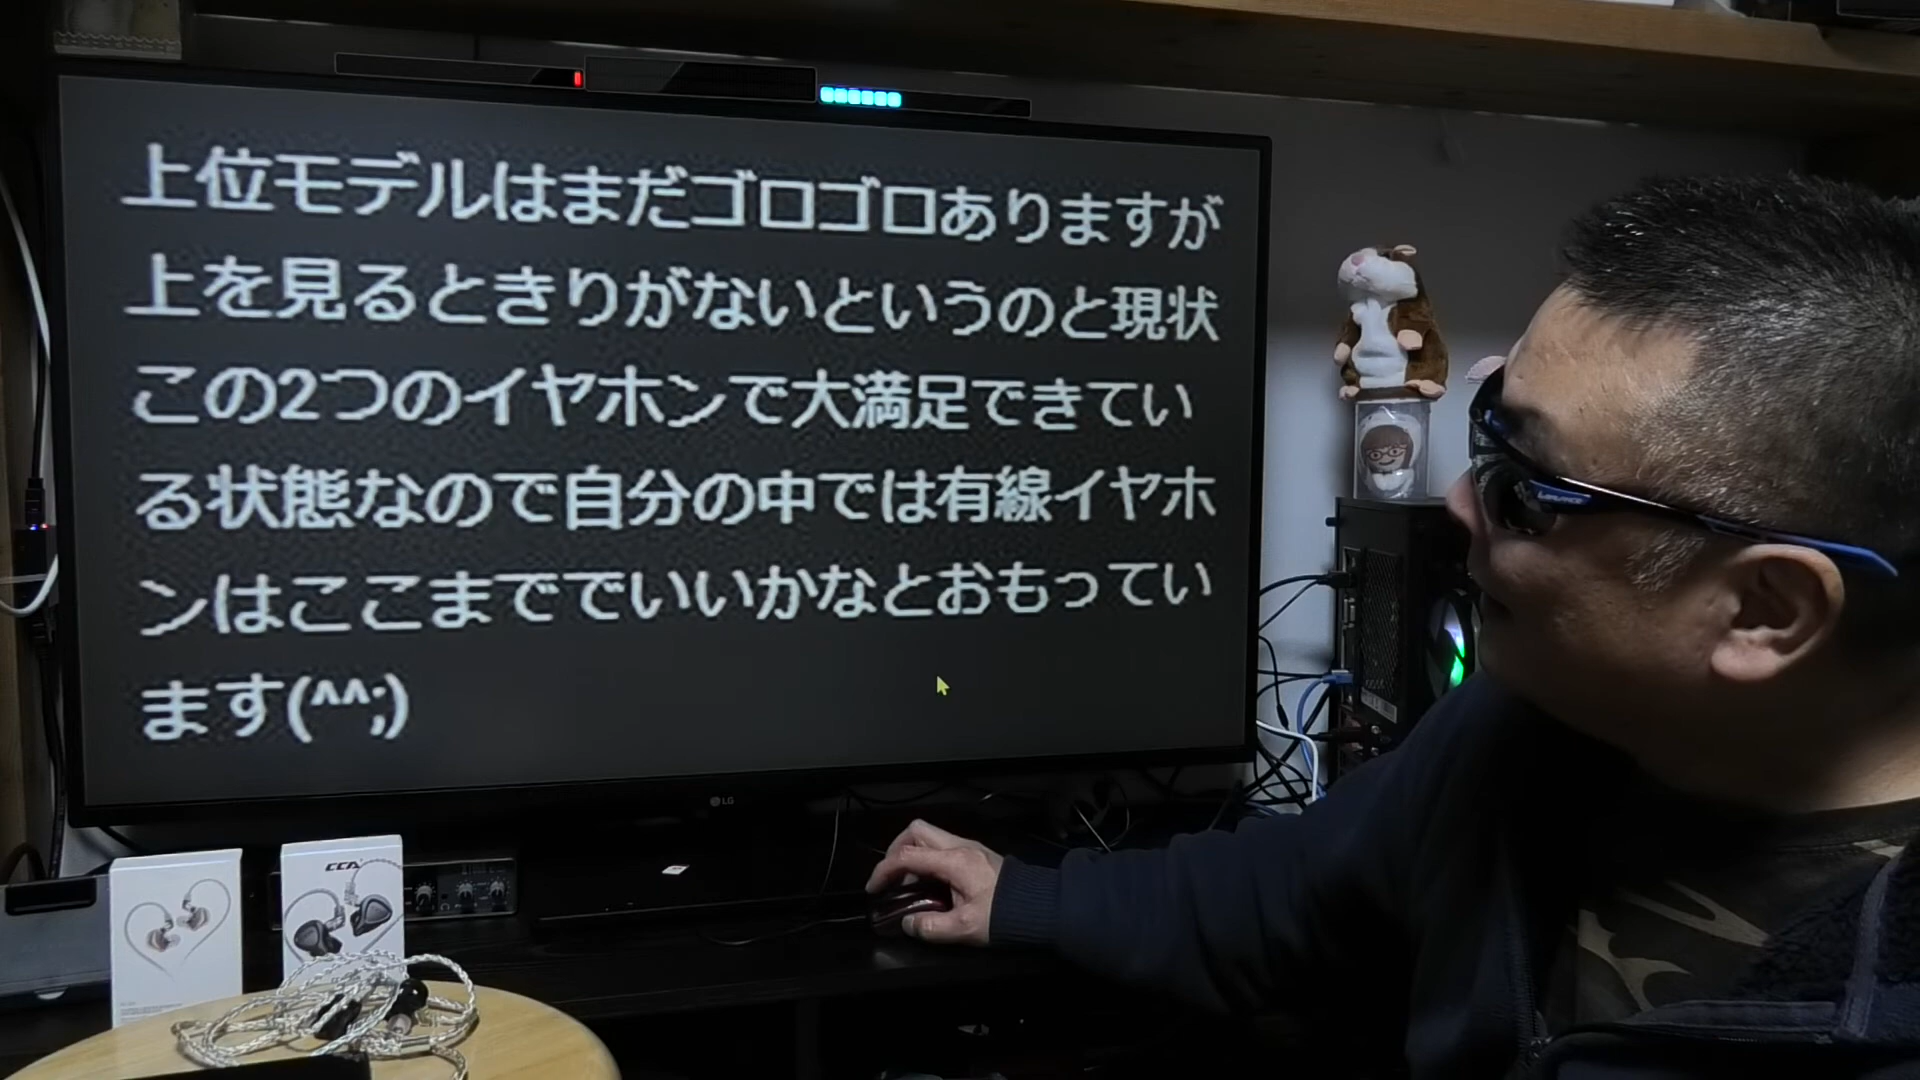 上位モデルはまだゴロゴロありますが
上を見るときりがないというのと現状
この2つのイヤホンで大満足できてい
る状態なので自分の中では有線イヤホ
ンはここまででいいかなとおもってい
ます(^^;)
LG
CCA